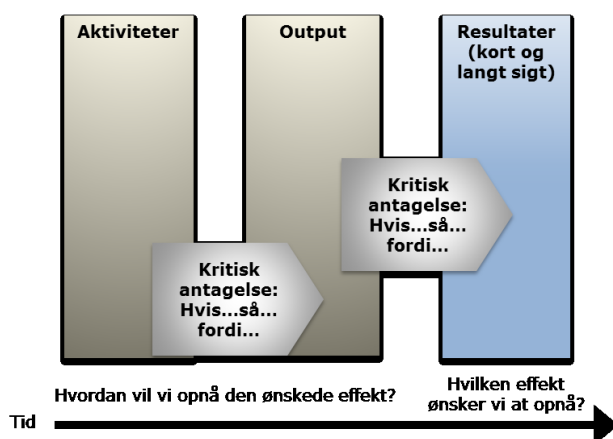 Aktiviteter
Output
Resultater
(kort og
langt sigt)
Kritisk
antagelse:
Hvis...så...
fordi...
Kritisk
antagelse:
Hvis...så...
fordi...
Hvordan vil vi opnå den ønskede effekt?
Hvilken effekt
ønsker vi at opnå?
Tid